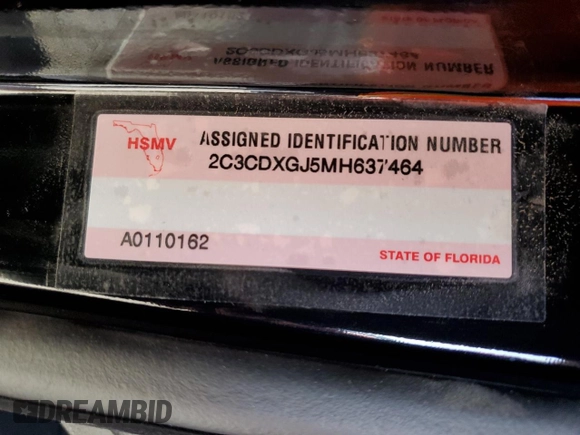 HSMV ASSIGNED IDENTIFICATION NUMBER
2C3CDXGJ5MH637464
A0110162
STATE OF FLORIDA
DREAMBID